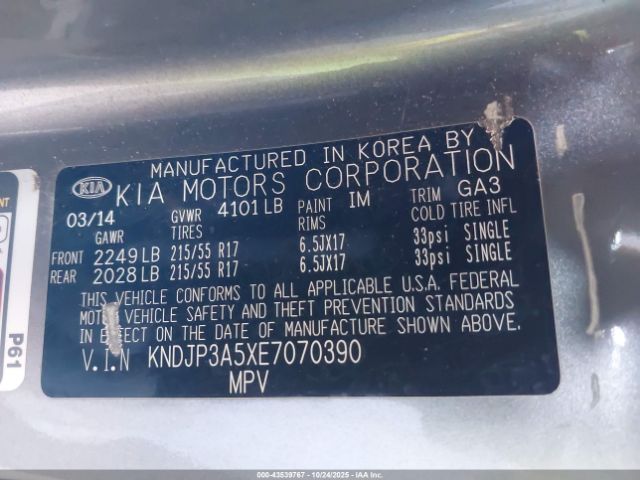 MANUFACTURED IN KOREA BY
KIA KIA MOTORS CORPORATION
03/14 GVWR 4101 LB PAINT IM TRIM GA3
GAWR RIMS COLD TIRE INFL
FRONT 2249 LB 215/55 R17 6.5JX17 33psi SINGLE
REAR 2028 LB 215/55 R17 6.5JX17 33psi SINGLE
THIS VEHICLE CONFORMS TO ALL APPLICABLE U.S.A. FEDERAL
MOTOR VEHICLE SAFETY AND THEFT PREVENTION STANDARDS
IN EFFECT ON THE DATE OF MANUFACTURE SHOWN ABOVE.
V.I.N KNDJP3A5XE7070390
MPV
P61
000-43539767 - 10/24/2025 - IAA Inc.